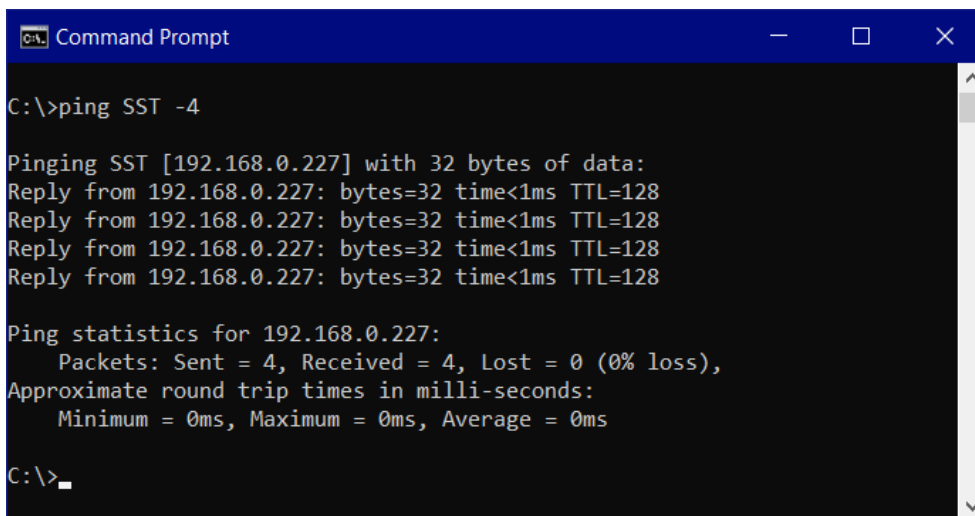 Command Prompt
C:\>ping SST -4
Pinging SST [192.168.0.227] with 32 bytes of data:
Reply from 192.168.0.227: bytes=32 time<1ms TTL=128
Reply from 192.168.0.227: bytes=32 time<1ms TTL=128
Reply from 192.168.0.227: bytes=32 time<1ms TTL=128
Reply from 192.168.0.227: bytes=32 time<1ms TTL=128
Ping statistics for 192.168.0.227:
    Packets: Sent = 4, Received = 4, Lost = 0 (0% loss),
Approximate round trip times in milli-seconds:
    Minimum = 0ms, Maximum = 0ms, Average = 0ms
C:\>